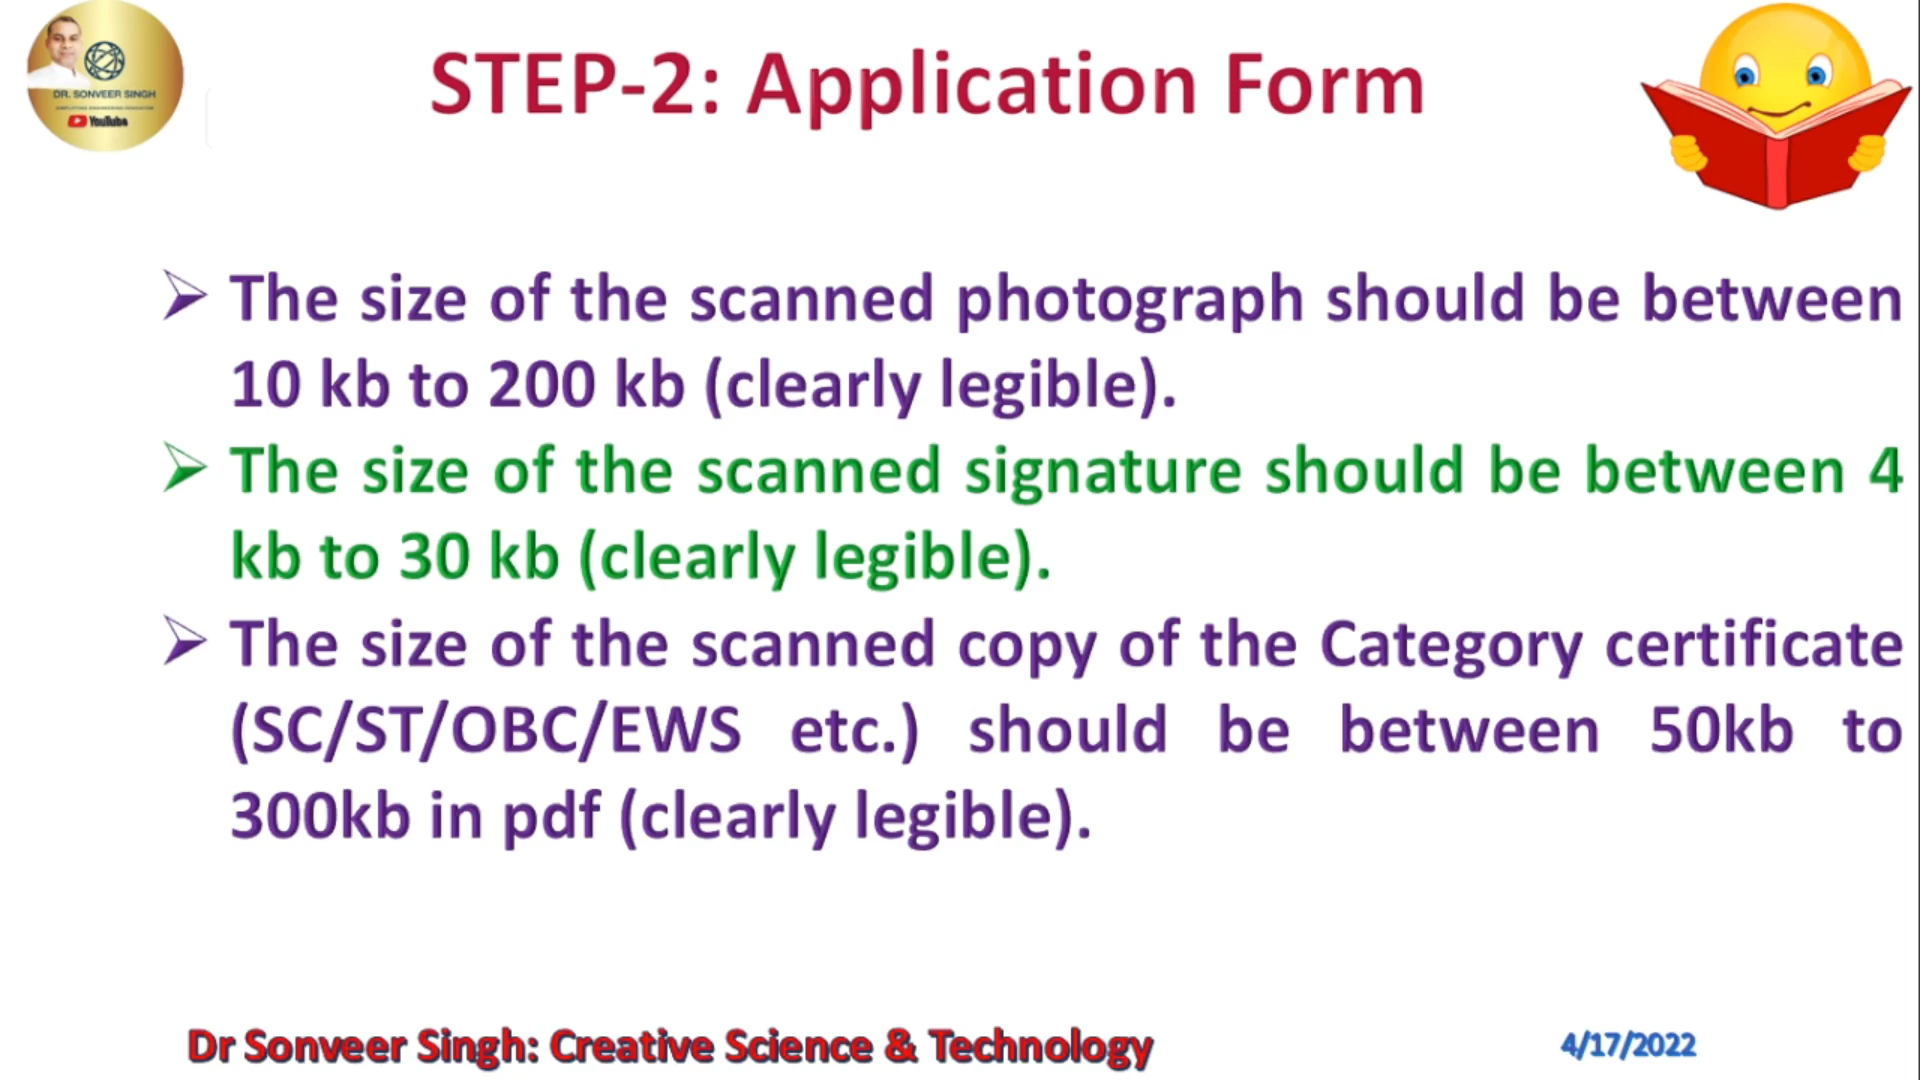 DR. SONVEER SINGH
SIMPLIFYING ENGINEERING EDUCATION
YouTube
STEP-2: Application Form
The size of the scanned photograph should be between
10 kb to 200 kb (clearly legible).
The size of the scanned signature should be between 4
kb to 30 kb (clearly legible).
The size of the scanned copy of the Category certificate
(SC/ST/OBC/EWS etc.) should be between 50kb to
300kb in pdf (clearly legible).
Dr Sonveer Singh: Creative Science & Technology
4/17/2022